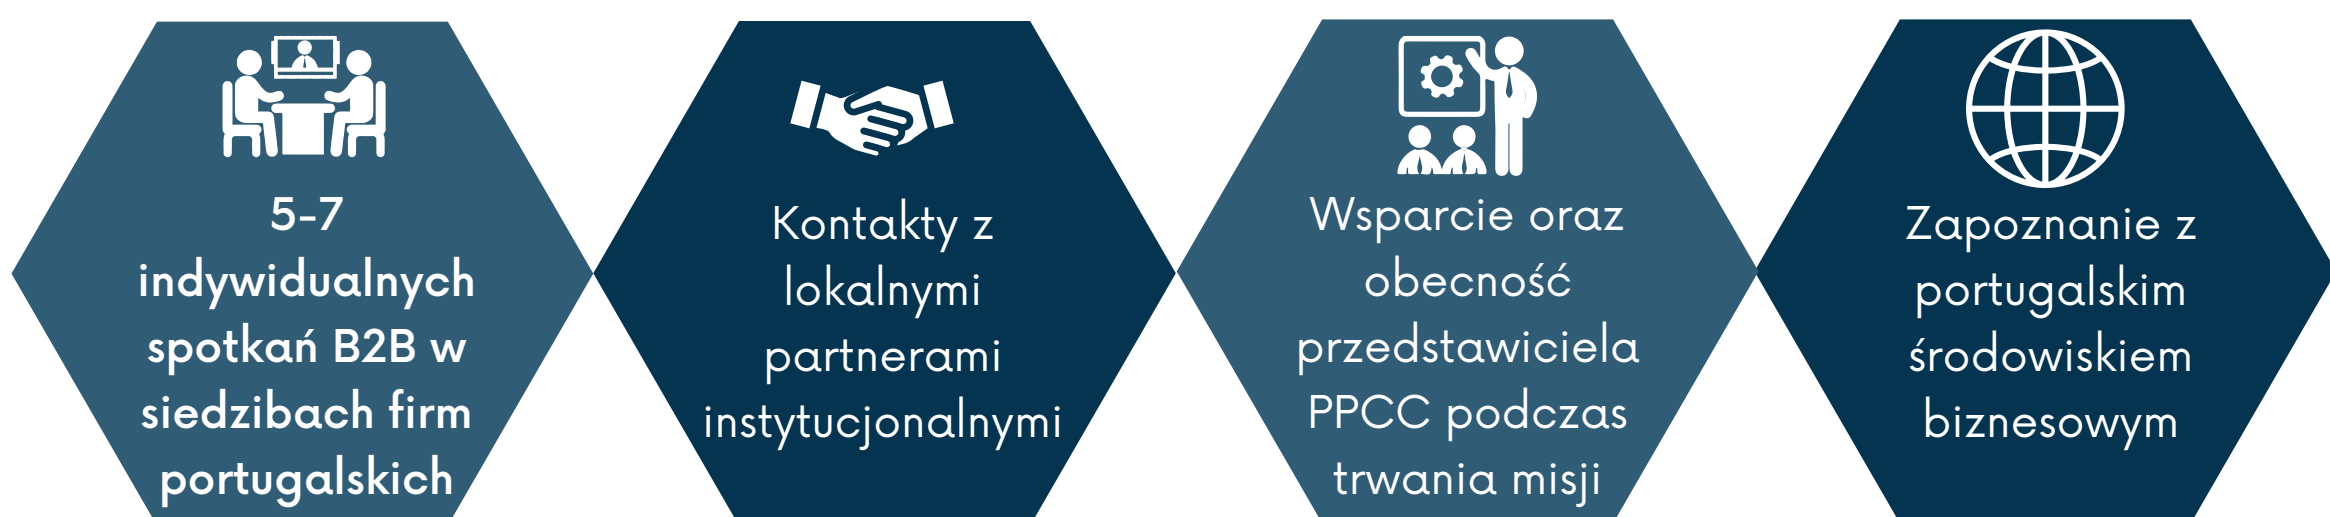 5-7
indywidualnych
spotkań B2B w
siedzibach firm
portugalskich
Kontakty z
lokalnymi
partnerami
instytucjonalnymi
Wsparcie oraz
obecność
przedstawiciela
PPCC podczas
trwania misji
Zapoznanie z
portugalskim
środowiskiem
biznesowym